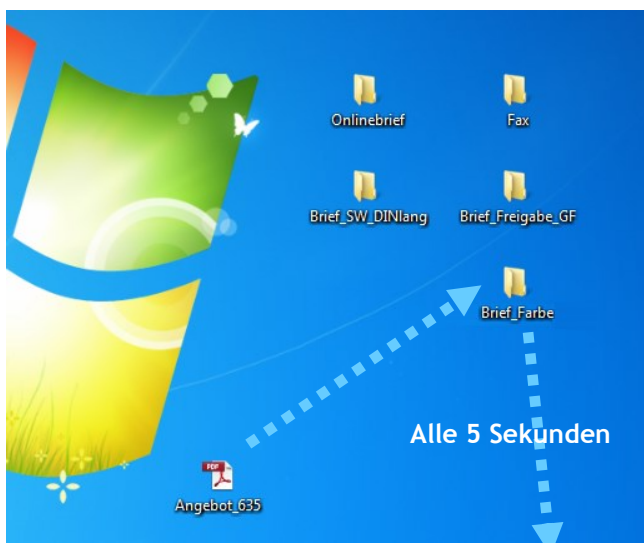 Onlinebrief
Fax
Brief_SW_DINlang
Brief_Freigabe_GF
Brief_Farbe
Alle 5 Sekunden
PDF
Angebot_635